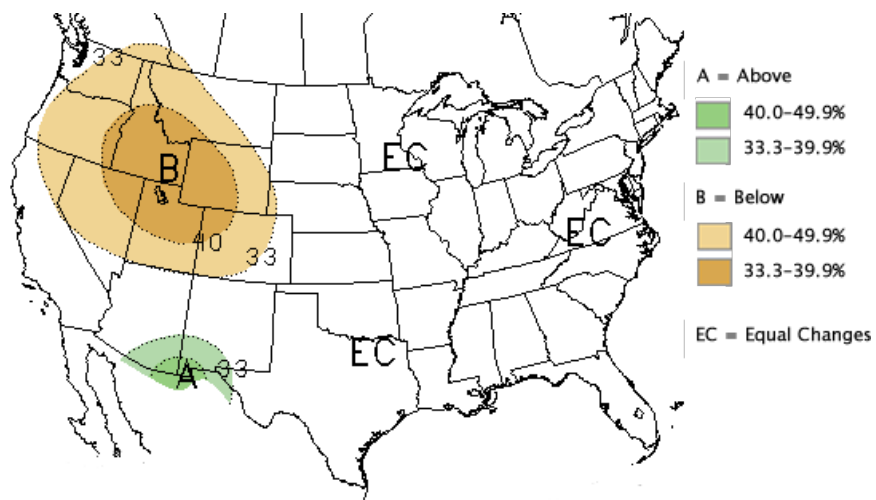 33
B
EC
EC
40
33
EC
A
33
A = Above
40.0-49.9%
33.3-39.9%
B = Below
40.0-49.9%
33.3-39.9%
EC = Equal Changes